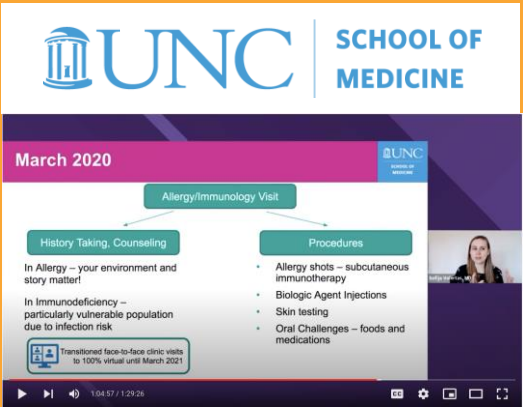 UNC
SCHOOL OF
MEDICINE
March 2020
UNC
SCHOOL OF
MEDICINE
Allergy/Immunology Visit
History Taking, Counseling
Procedures
In Allergy – your environment and
story matter!
In Immunodeficiency –
particularly vulnerable population
due to infection risk
Transitioned face-to-face clinic visits
to 100% virtual until March 2021
• Allergy shots – subcutaneous
immunotherapy
• Biologic Agent Injections
• Skin testing
• Oral Challenges – foods and
medications
MD
1:04:57 / 1:29:26
CC